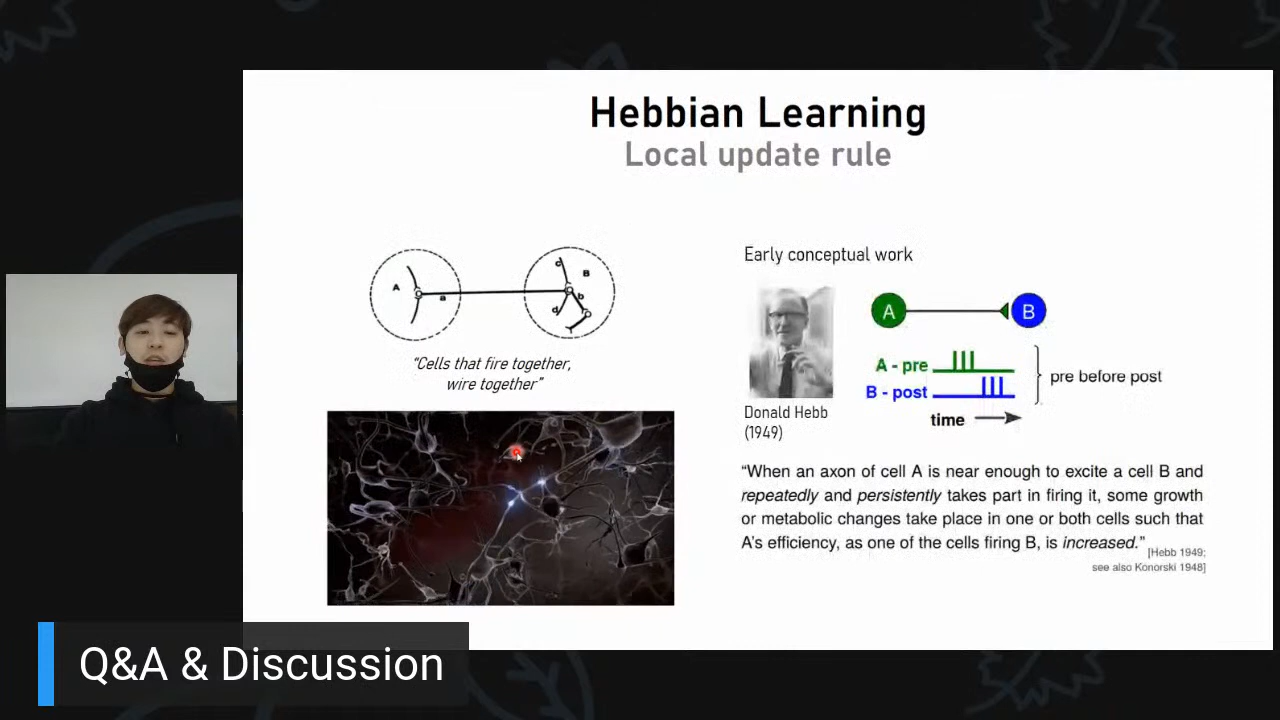 Hebbian Learning
Local update rule
A
a
c
B
b
d
"Cells that fire together,
wire together"
Early conceptual work
Donald Hebb
(1949)
A
B
A - pre
B - post
pre before post
time
"When an axon of cell A is near enough to excite a cell B and
repeatedly and persistently takes part in firing it, some growth
or metabolic changes take place in one or both cells such that
A's efficiency, as one of the cells firing B, is increased."
[Hebb 1949;
see also Konorski 1948]
Q&A & Discussion